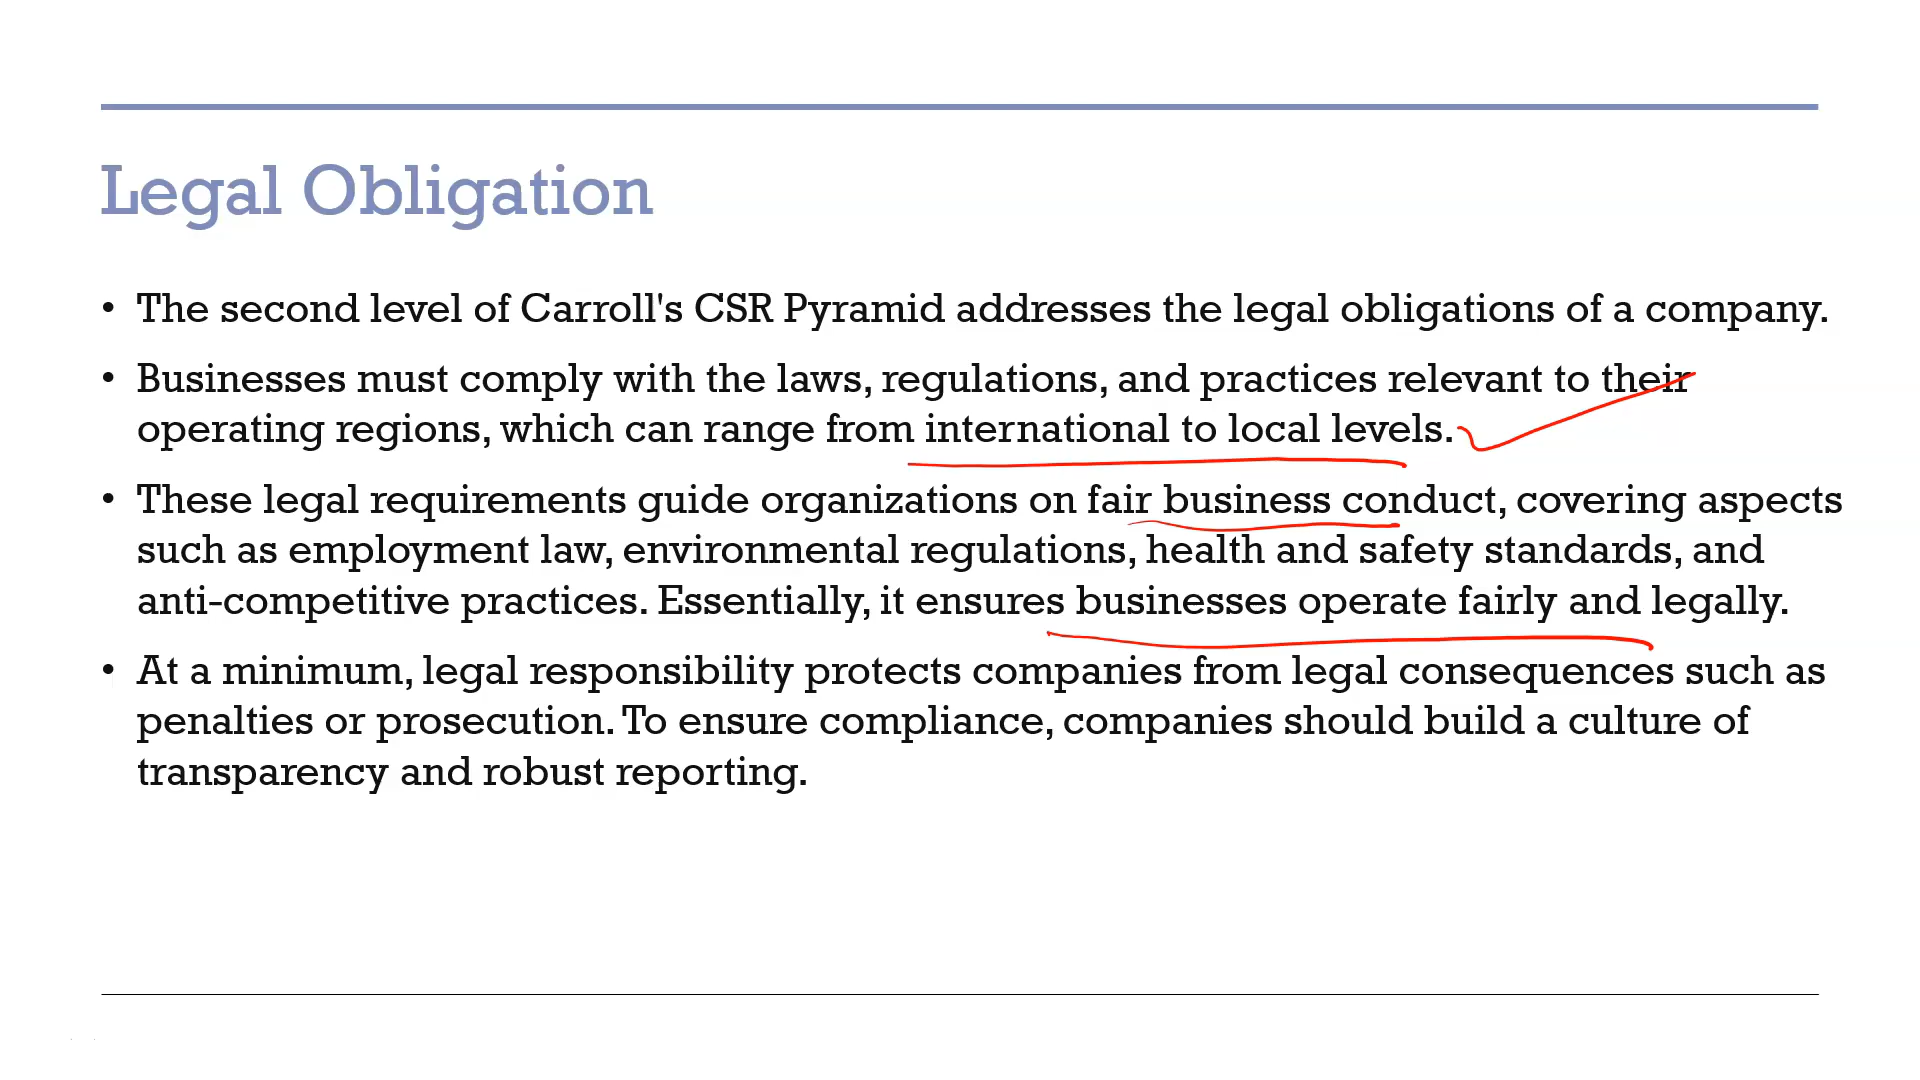 Legal Obligation
• The second level of Carroll's CSR Pyramid addresses the legal obligations of a company.
• Businesses must comply with the laws, regulations, and practices relevant to their
operating regions, which can range from international to local levels.
• These legal requirements guide organizations on fair business conduct, covering aspects
such as employment law, environmental regulations, health and safety standards, and
anti-competitive practices. Essentially, it ensures businesses operate fairly and legally.
• At a minimum, legal responsibility protects companies from legal consequences such as
penalties or prosecution. To ensure compliance, companies should build a culture of
transparency and robust reporting.